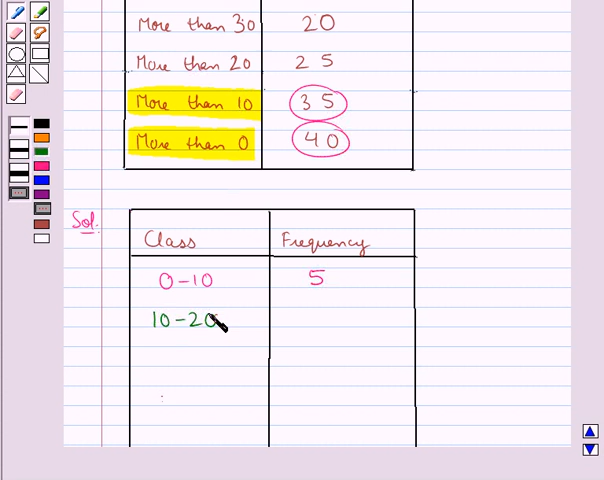 More than 30 20
More than 20 25
More than 10 35
More than 0 40
Sol.
Class Frequency
0-10 5
10-20